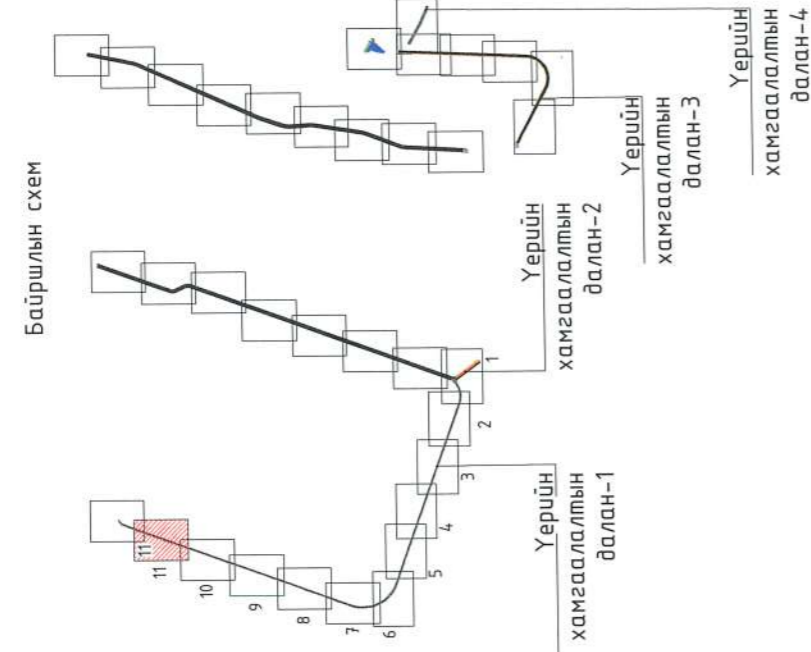 Байршлын схем
11
11
10
9
8
7
6
5
4
3
2
1
Үерийн
хамгаалалтын
далан-1
Үерийн
хамгаалалтын
далан-2
Үерийн
хамгаалалтын
далан-3
Үерийн
хамгаалалтын
далан-4